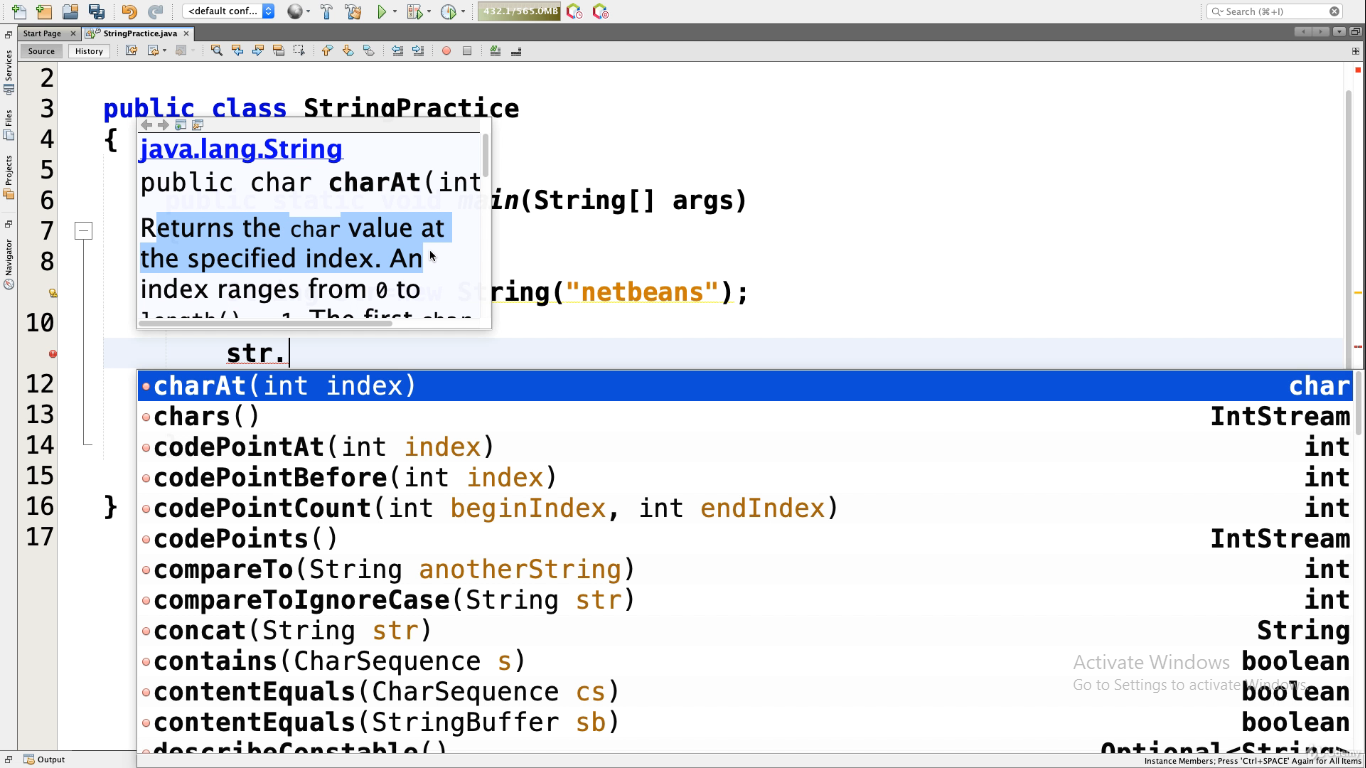 <default conf...
432.1/565.0MB
Search (⌘+I)
Start Page
StringPractice.java
Source
History
Services
Files
Projects
Navigator
2
3 public class StringPractice
4 {
5
6 main(String[] args)
7
8
String("netbeans");
10
str.
12
13
14
15
16 }
17
java.lang.String
public char charAt(int
Returns the char value at
the specified index. An
index ranges from 0 to
length() - 1. The first char
charAt(int index) char
chars() IntStream
codePointAt(int index) int
codePointBefore(int index) int
codePointCount(int beginIndex, int endIndex) int
codePoints() IntStream
compareTo(String anotherString) int
compareToIgnoreCase(String str) int
concat(String str) String
contains(CharSequence s) boolean
contentEquals(CharSequence cs) boolean
contentEquals(StringBuffer sb) boolean
describeConstable() Optional<String>
Activate Windows
Go to Settings to activate Windows.
Output
Instance Members; Press 'Ctrl+SPACE' Again for All Items